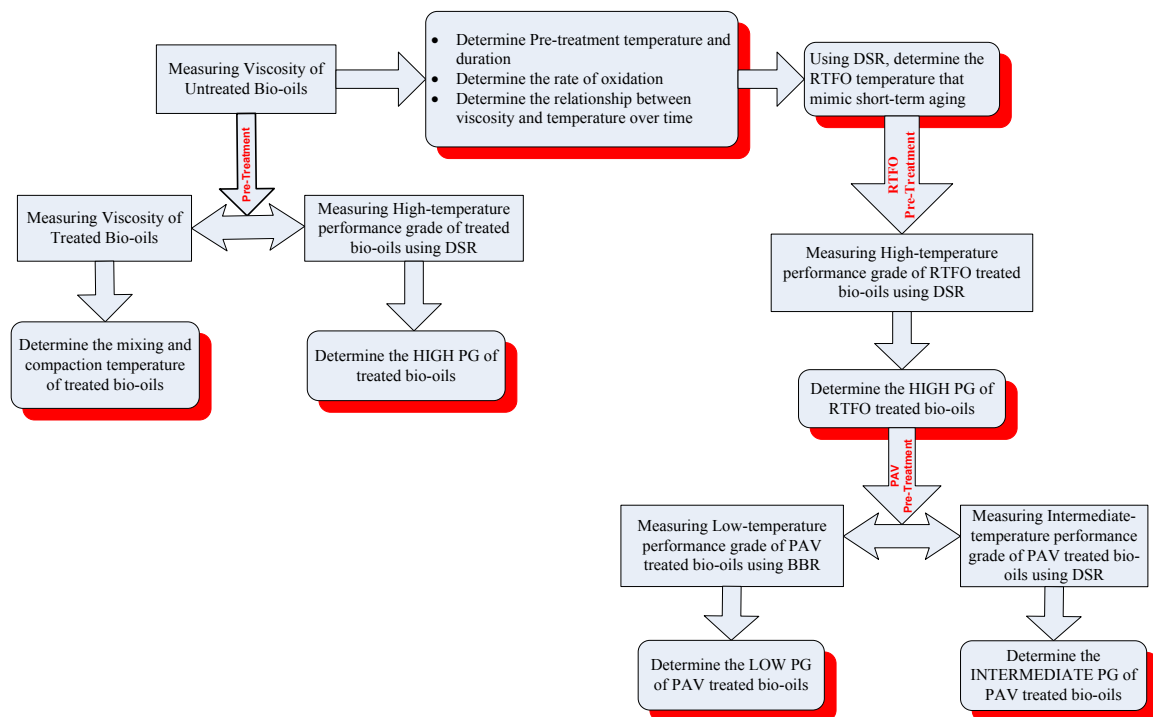 Measuring Viscosity of
Untreated Bio-oils
• Determine Pre-treatment temperature and
duration
• Determine the rate of oxidation
• Determine the relationship between
viscosity and temperature over time
Using DSR, determine the
RTFO temperature that
mimic short-term aging
Pre-Treatment
RTFO
Pre-Treatment
Measuring Viscosity of
Treated Bio-oils
Measuring High-temperature
performance grade of treated
bio-oils using DSR
Measuring High-temperature
performance grade of RTFO treated
bio-oils using DSR
Determine the mixing and
compaction temperature
of treated bio-oils
Determine the HIGH PG of
treated bio-oils
Determine the HIGH PG of
RTFO treated bio-oils
PAV
Pre-Treatment
Measuring Low-temperature
performance grade of PAV
treated bio-oils using BBR
Measuring Intermediate-
temperature performance
grade of PAV treated bio-
oils using DSR
Determine the LOW PG
of PAV treated bio-oils
Determine the
INTERMEDIATE PG of
PAV treated bio-oils